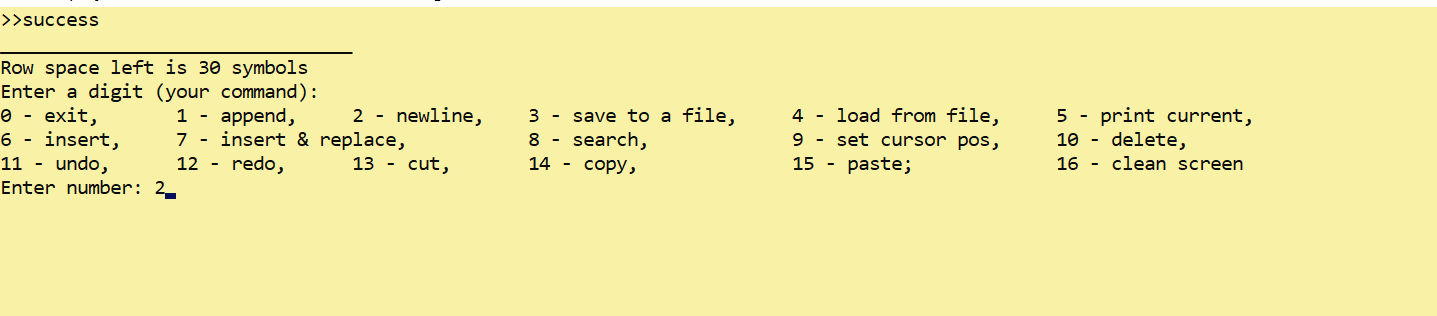 >>success
________________________________
Row space left is 30 symbols
Enter a digit (your command):
0 - exit, 1 - append, 2 - newline, 3 - save to a file, 4 - load from file, 5 - print current,
6 - insert, 7 - insert & replace, 8 - search, 9 - set cursor pos, 10 - delete,
11 - undo, 12 - redo, 13 - cut, 14 - copy, 15 - paste; 16 - clean screen
Enter number: 2